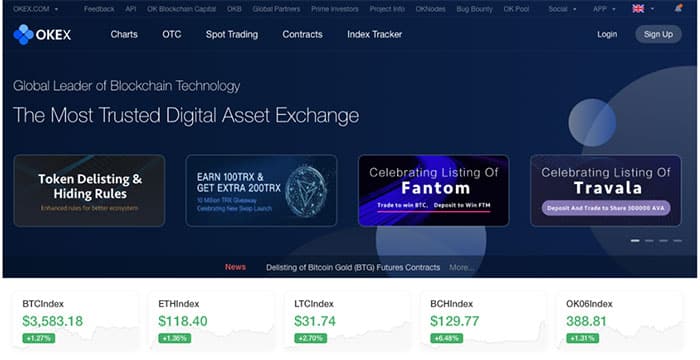 OKEX.COM Feedback API OK Blockchain Capital OKB Global Partners Prime Investors Project Info OKNodes Bug Bounty OK Pool Social APP
OKEX Charts OTC Spot Trading Contracts Index Tracker Login Sign Up
Global Leader of Blockchain Technology
The Most Trusted Digital Asset Exchange
Token Delisting &
Hiding Rules
Enhanced rules for better ecosystem
EARN 100TRX &
GET EXTRA 200TRX
10 Million TRX Giveaway
Celebrating New Swap Launch
Celebrating Listing Of
Fantom
Trade to win BTC, Deposit to Win FTM
Celebrating Listing Of
Travala
Deposit And Trade to Share 300000 AVA
News Delisting of Bitcoin Gold (BTG) Futures Contracts More...
BTCIndex
$3,583.18
+1.27%
ETHIndex
$118.40
+1.36%
LTCIndex
$31.74
+2.70%
BCHIndex
$129.77
+6.48%
OK06Index
388.81
+1.31%